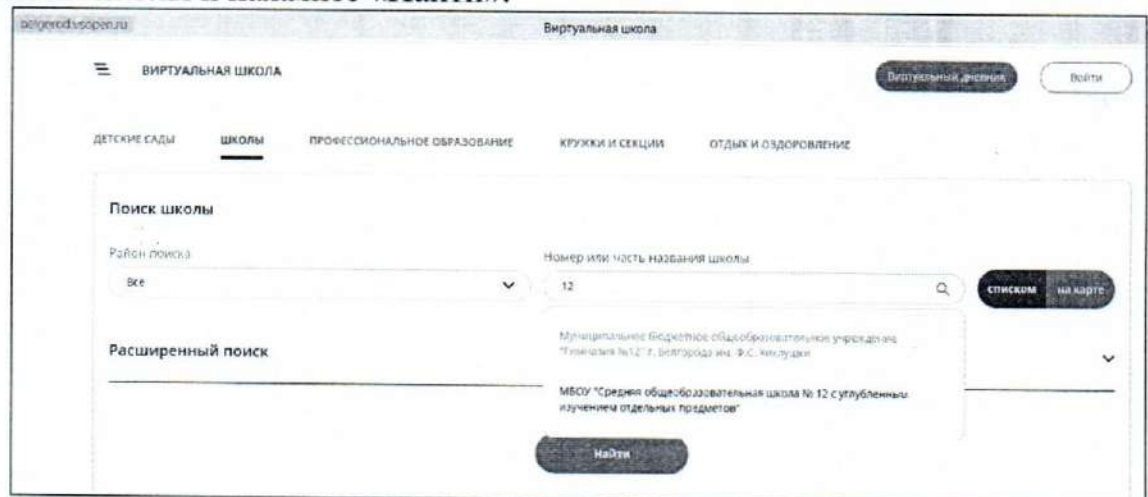 belgorod.vsopen.ru
Виртуальная школа
ВИРТУАЛЬНАЯ ШКОЛА
Виртуальный дневник
Войти
ДЕТСКИЕ САДЫ ШКОЛЫ ПРОФЕССИОНАЛЬНОЕ ОБРАЗОВАНИЕ КРУЖКИ И СЕКЦИИ ОТДЫХ И ОЗДОРОВЛЕНИЕ
Поиск школы
Район поиска
Номер или часть названия школы
Все
12
списком на карте
Муниципальное бюджетное общеобразовательное учреждение
"Гимназия №12" г. Белгорода им. Ф.С. Хихлушки
Расширенный поиск
МБОУ "Средняя общеобразовательная школа № 12 с углубленным
изучением отдельных предметов"
Найти